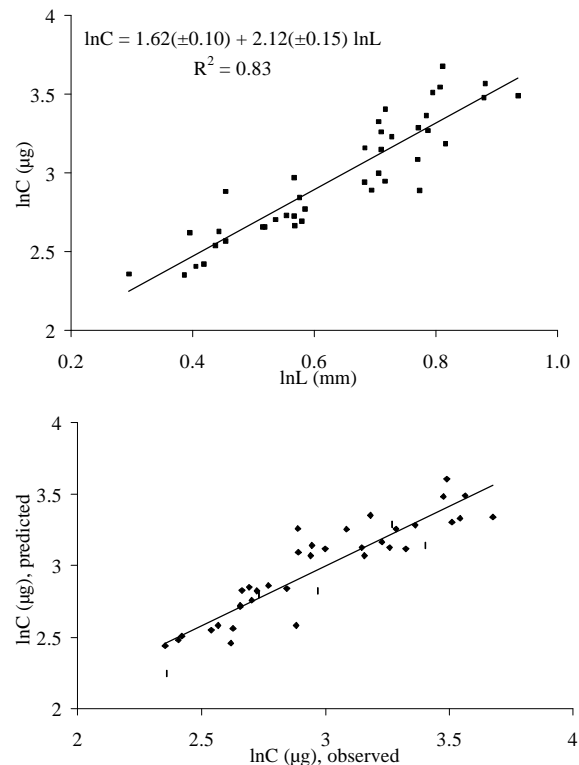 4
lnC = 1.62(±0.10) + 2.12(±0.15) lnL
R² = 0.83
3.5
lnC (µg)
3
2.5
2
0.2 0.4 0.6 0.8 1.0
lnL (mm)
4
3.5
lnC (µg), predicted
3
2.5
2
2 2.5 3 3.5 4
lnC (µg), observed